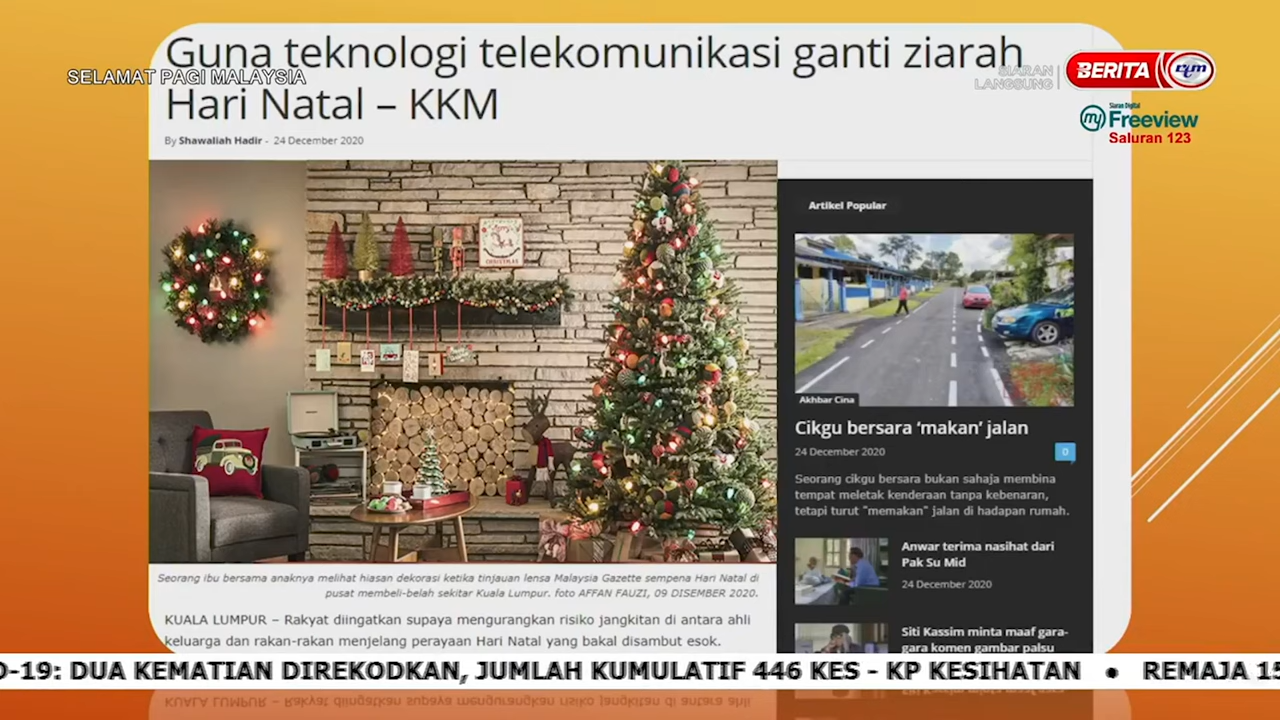 Guna teknologi telekomunikasi ganti ziarah
Hari Natal – KKM
SELAMAT PAGI MALAYSIA
SIARAN
LANGSUNG
BERITA rtm
Siaran Digital
my Freeview
Saluran 123
By Shawaliah Hadir - 24 December 2020
Artikel Popular
Akhbar Cina
Cikgu bersara ‘makan’ jalan
24 December 2020
0
Seorang cikgu bersara bukan sahaja membina
tempat meletak kenderaan tanpa kebenaran,
tetapi turut "memakan" jalan di hadapan rumah.
Anwar terima nasihat dari
Pak Su Mid
24 December 2020
Siti Kassim minta maaf gara-
gara komen gambar palsu
Seorang ibu bersama anaknya melihat hiasan dekorasi ketika tinjauan lensa Malaysia Gazette sempena Hari Natal di
pusat membeli-belah sekitar Kuala Lumpur. foto AFFAN FAUZI, 09 DISEMBER 2020.
KUALA LUMPUR – Rakyat diingatkan supaya mengurangkan risiko jangkitan di antara ahli
keluarga dan rakan-rakan menjelang perayaan Hari Natal yang bakal disambut esok.
D-19: DUA KEMATIAN DIREKODKAN, JUMLAH KUMULATIF 446 KES - KP KESIHATAN • REMAJA 15